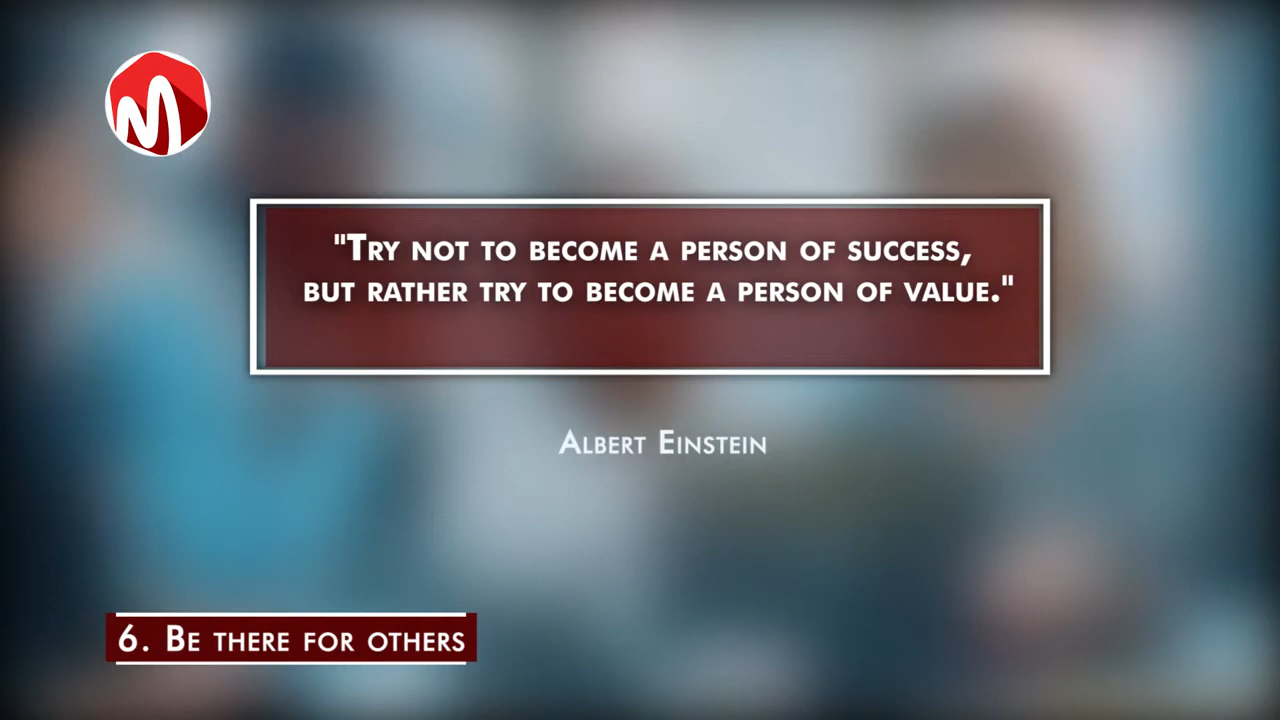 "Try not to become a person of success,
but rather try to become a person of value."
Albert Einstein
6. Be there for others